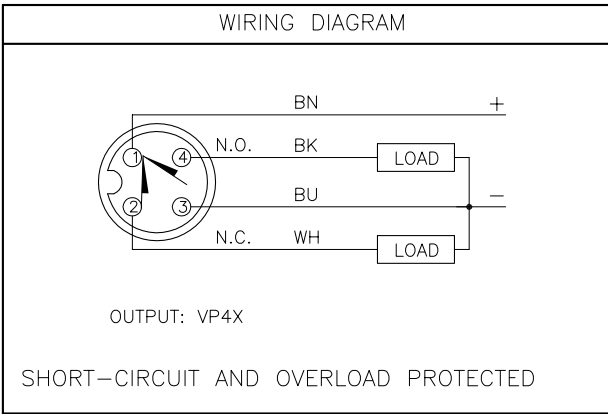 WIRING DIAGRAM
BN +
1 4 N.O. BK LOAD
2 3 BU −
N.C. WH LOAD
OUTPUT: VP4X
SHORT−CIRCUIT AND OVERLOAD PROTECTED